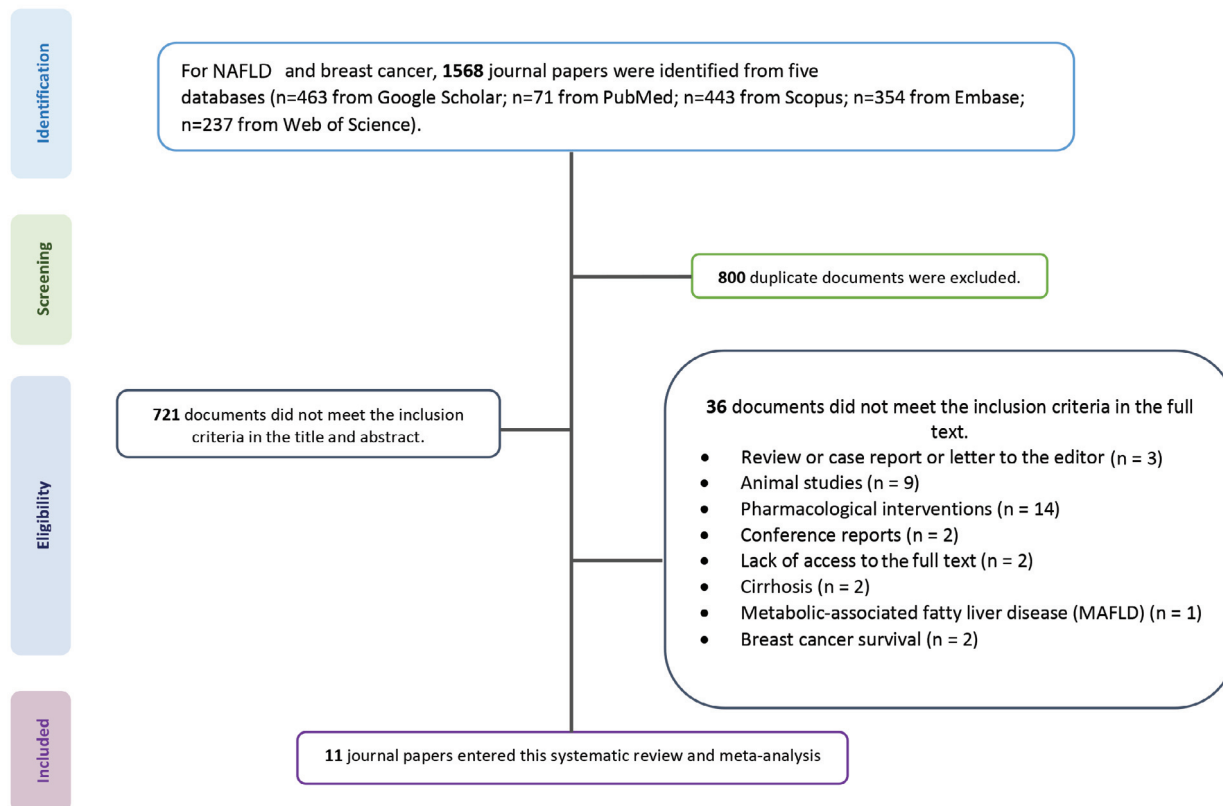 Identification
For NAFLD and breast cancer, 1568 journal papers were identified from five
databases (n=463 from Google Scholar; n=71 from PubMed; n=443 from Scopus; n=354 from Embase;
n=237 from Web of Science).
Screening
800 duplicate documents were excluded.
Eligibility
721 documents did not meet the inclusion
criteria in the title and abstract.
36 documents did not meet the inclusion criteria in the full
text.
• Review or case report or letter to the editor (n = 3)
• Animal studies (n = 9)
• Pharmacological interventions (n = 14)
• Conference reports (n = 2)
• Lack of access to the full text (n = 2)
• Cirrhosis (n = 2)
• Metabolic-associated fatty liver disease (MAFLD) (n = 1)
• Breast cancer survival (n = 2)
Included
11 journal papers entered this systematic review and meta-analysis